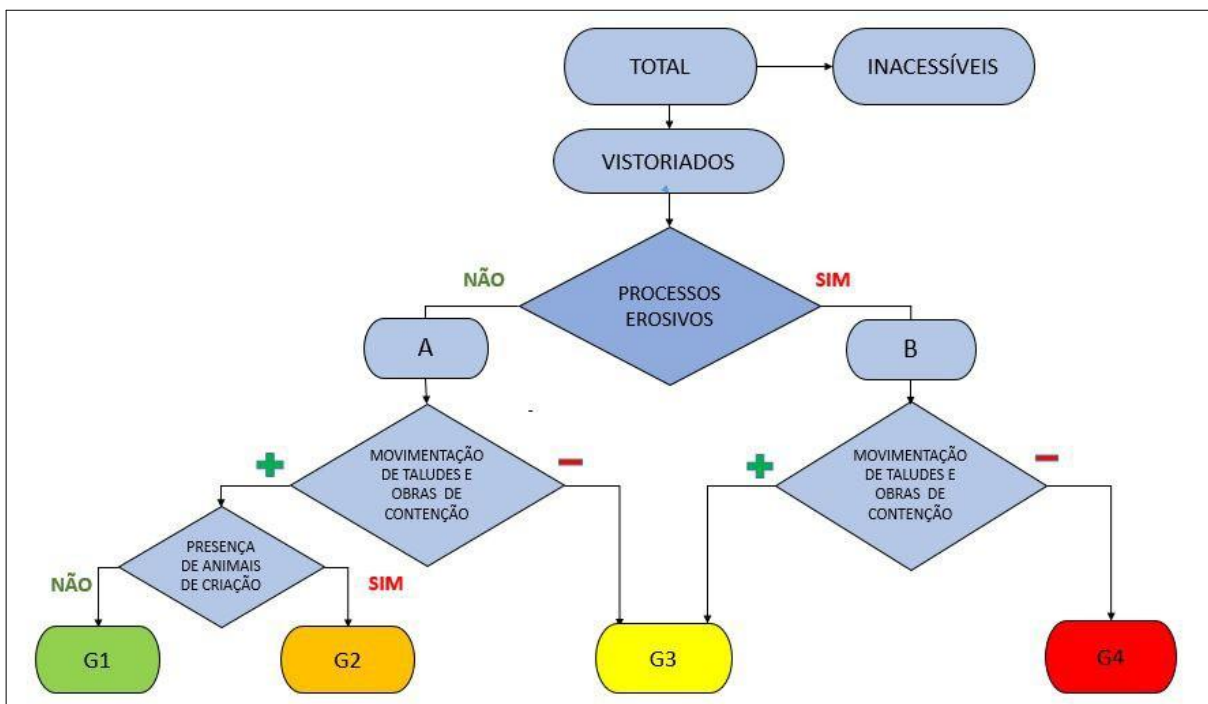 TOTAL
INACESSÍVEIS
VISTORIADOS
NÃO
SIM
PROCESSOS
EROSIVOS
A
B
MOVIMENTAÇÃO
DE TALUDES E
OBRAS DE
CONTENÇÃO
MOVIMENTAÇÃO
DE TALUDES E
OBRAS DE
CONTENÇÃO
PRESENÇA
DE ANIMAIS
DE CRIAÇÃO
NÃO
SIM
G1
G2
G3
G4